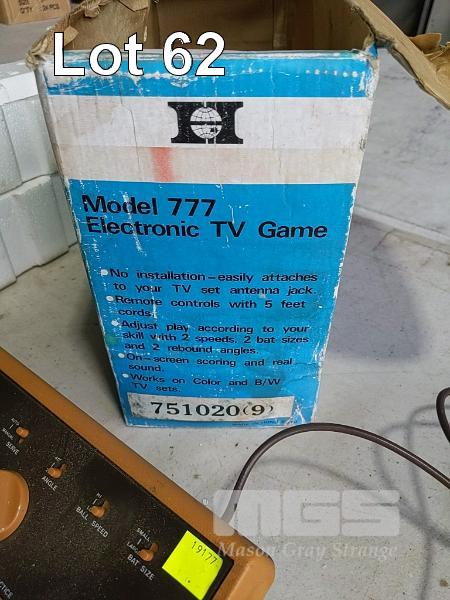 Lot 62
Model 777
Electronic TV Game
No installation-easily attaches
to your TV set antenna jack.
Remote controls with 5 feet
cords.
Adjust play according to your
skill with 2 speeds, 2 bat sizes
and 2 rebound angles.
On-screen scoring and real
sound.
Works on Color and B/W
TV sets.
751020(9)
AUTO
MANUAL
SERVE
ANGLE
BALL SPEED
SMALL
LARGE
BAT SIZE
19177
MGS
Mason Gray Strange